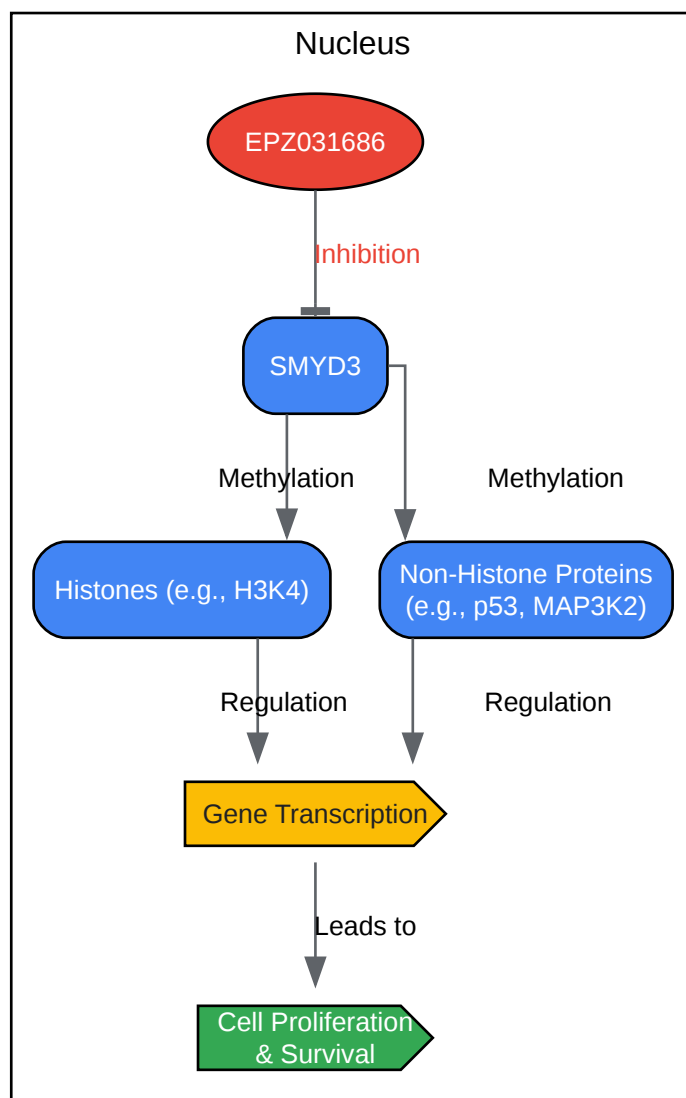 Nucleus
EPZ031686
Inhibition
SMYD3
Methylation
Methylation
Histones (e.g., H3K4)
Non-Histone Proteins
(e.g., p53, MAP3K2)
Regulation
Regulation
Gene Transcription
Leads to
Cell Proliferation
& Survival